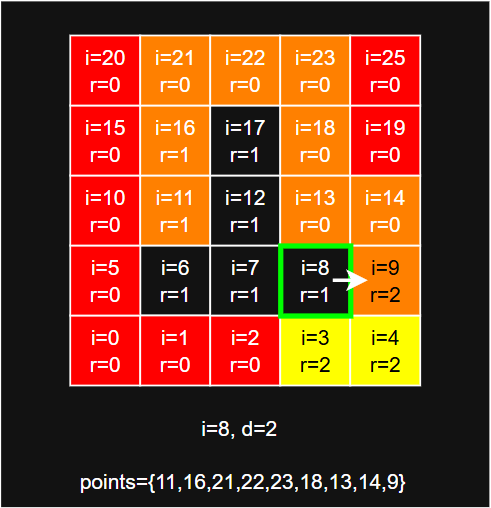 i=20 i=21 i=22 i=23 i=25
r=0 r=0 r=0 r=0 r=0
i=15 i=16 i=17 i=18 i=19
r=0 r=1 r=1 r=0 r=0
i=10 i=11 i=12 i=13 i=14
r=0 r=1 r=1 r=0 r=0
i=5 i=6 i=7 i=8 i=9
r=0 r=1 r=1 r=1 r=2
i=0 i=1 i=2 i=3 i=4
r=0 r=0 r=0 r=2 r=2
i=8, d=2
points={11,16,21,22,23,18,13,14,9}